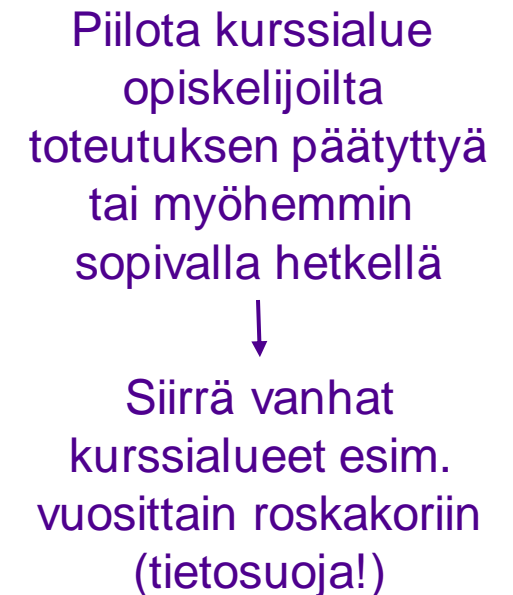 Piilota kurssialue
opiskelijoilta
toteutuksen päätyttyä
tai myöhemmin
sopivalla hetkellä
Siirrä vanhat
kurssialueet esim.
vuosittain roskakoriin
(tietosuoja!)